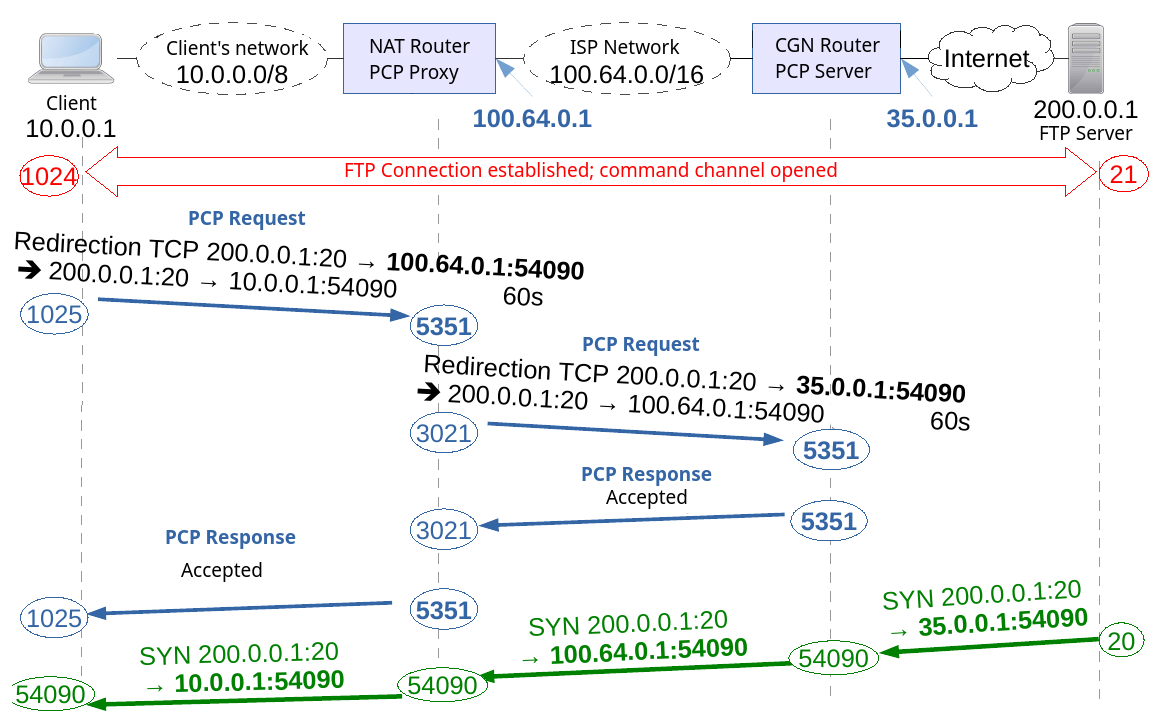 Client's network
10.0.0.0/8
NAT Router
PCP Proxy
ISP Network
100.64.0.0/16
CGN Router
PCP Server
Internet
Client
10.0.0.1
100.64.0.1
35.0.0.1
200.0.0.1
FTP Server
1024
FTP Connection established; command channel opened
21
PCP Request
Redirection TCP 200.0.0.1:20 → 100.64.0.1:54090
➔ 200.0.0.1:20 → 10.0.0.1:54090
60s
1025
5351
PCP Request
Redirection TCP 200.0.0.1:20 → 35.0.0.1:54090
➔ 200.0.0.1:20 → 100.64.0.1:54090
60s
3021
5351
PCP Response
Accepted
3021
5351
PCP Response
Accepted
1025
5351
SYN 200.0.0.1:20
→ 35.0.0.1:54090
20
SYN 200.0.0.1:20
→ 100.64.0.1:54090
54090
SYN 200.0.0.1:20
→ 10.0.0.1:54090
54090
54090